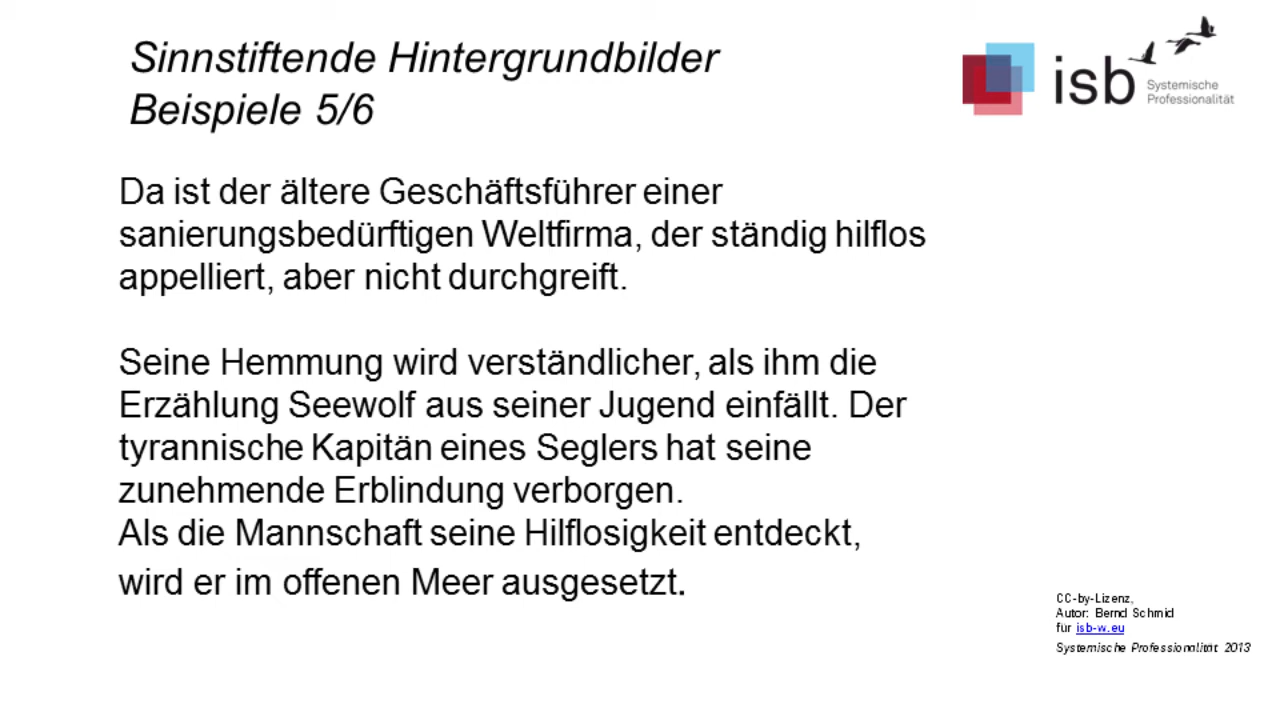 Sinnstiftende Hintergrundbilder
Beispiele 5/6
isb
Systemische
Professionalität
Da ist der ältere Geschäftsführer einer
sanierungsbedürftigen Weltfirma, der ständig hilflos
appelliert, aber nicht durchgreift.
Seine Hemmung wird verständlicher, als ihm die
Erzählung Seewolf aus seiner Jugend einfällt. Der
tyrannische Kapitän eines Seglers hat seine
zunehmende Erblindung verborgen.
Als die Mannschaft seine Hilflosigkeit entdeckt,
wird er im offenen Meer ausgesetzt.
CC-by-Lizenz,
Autor: Bernd Schmid
für isb-w.eu
Systemische Professionalität 2013